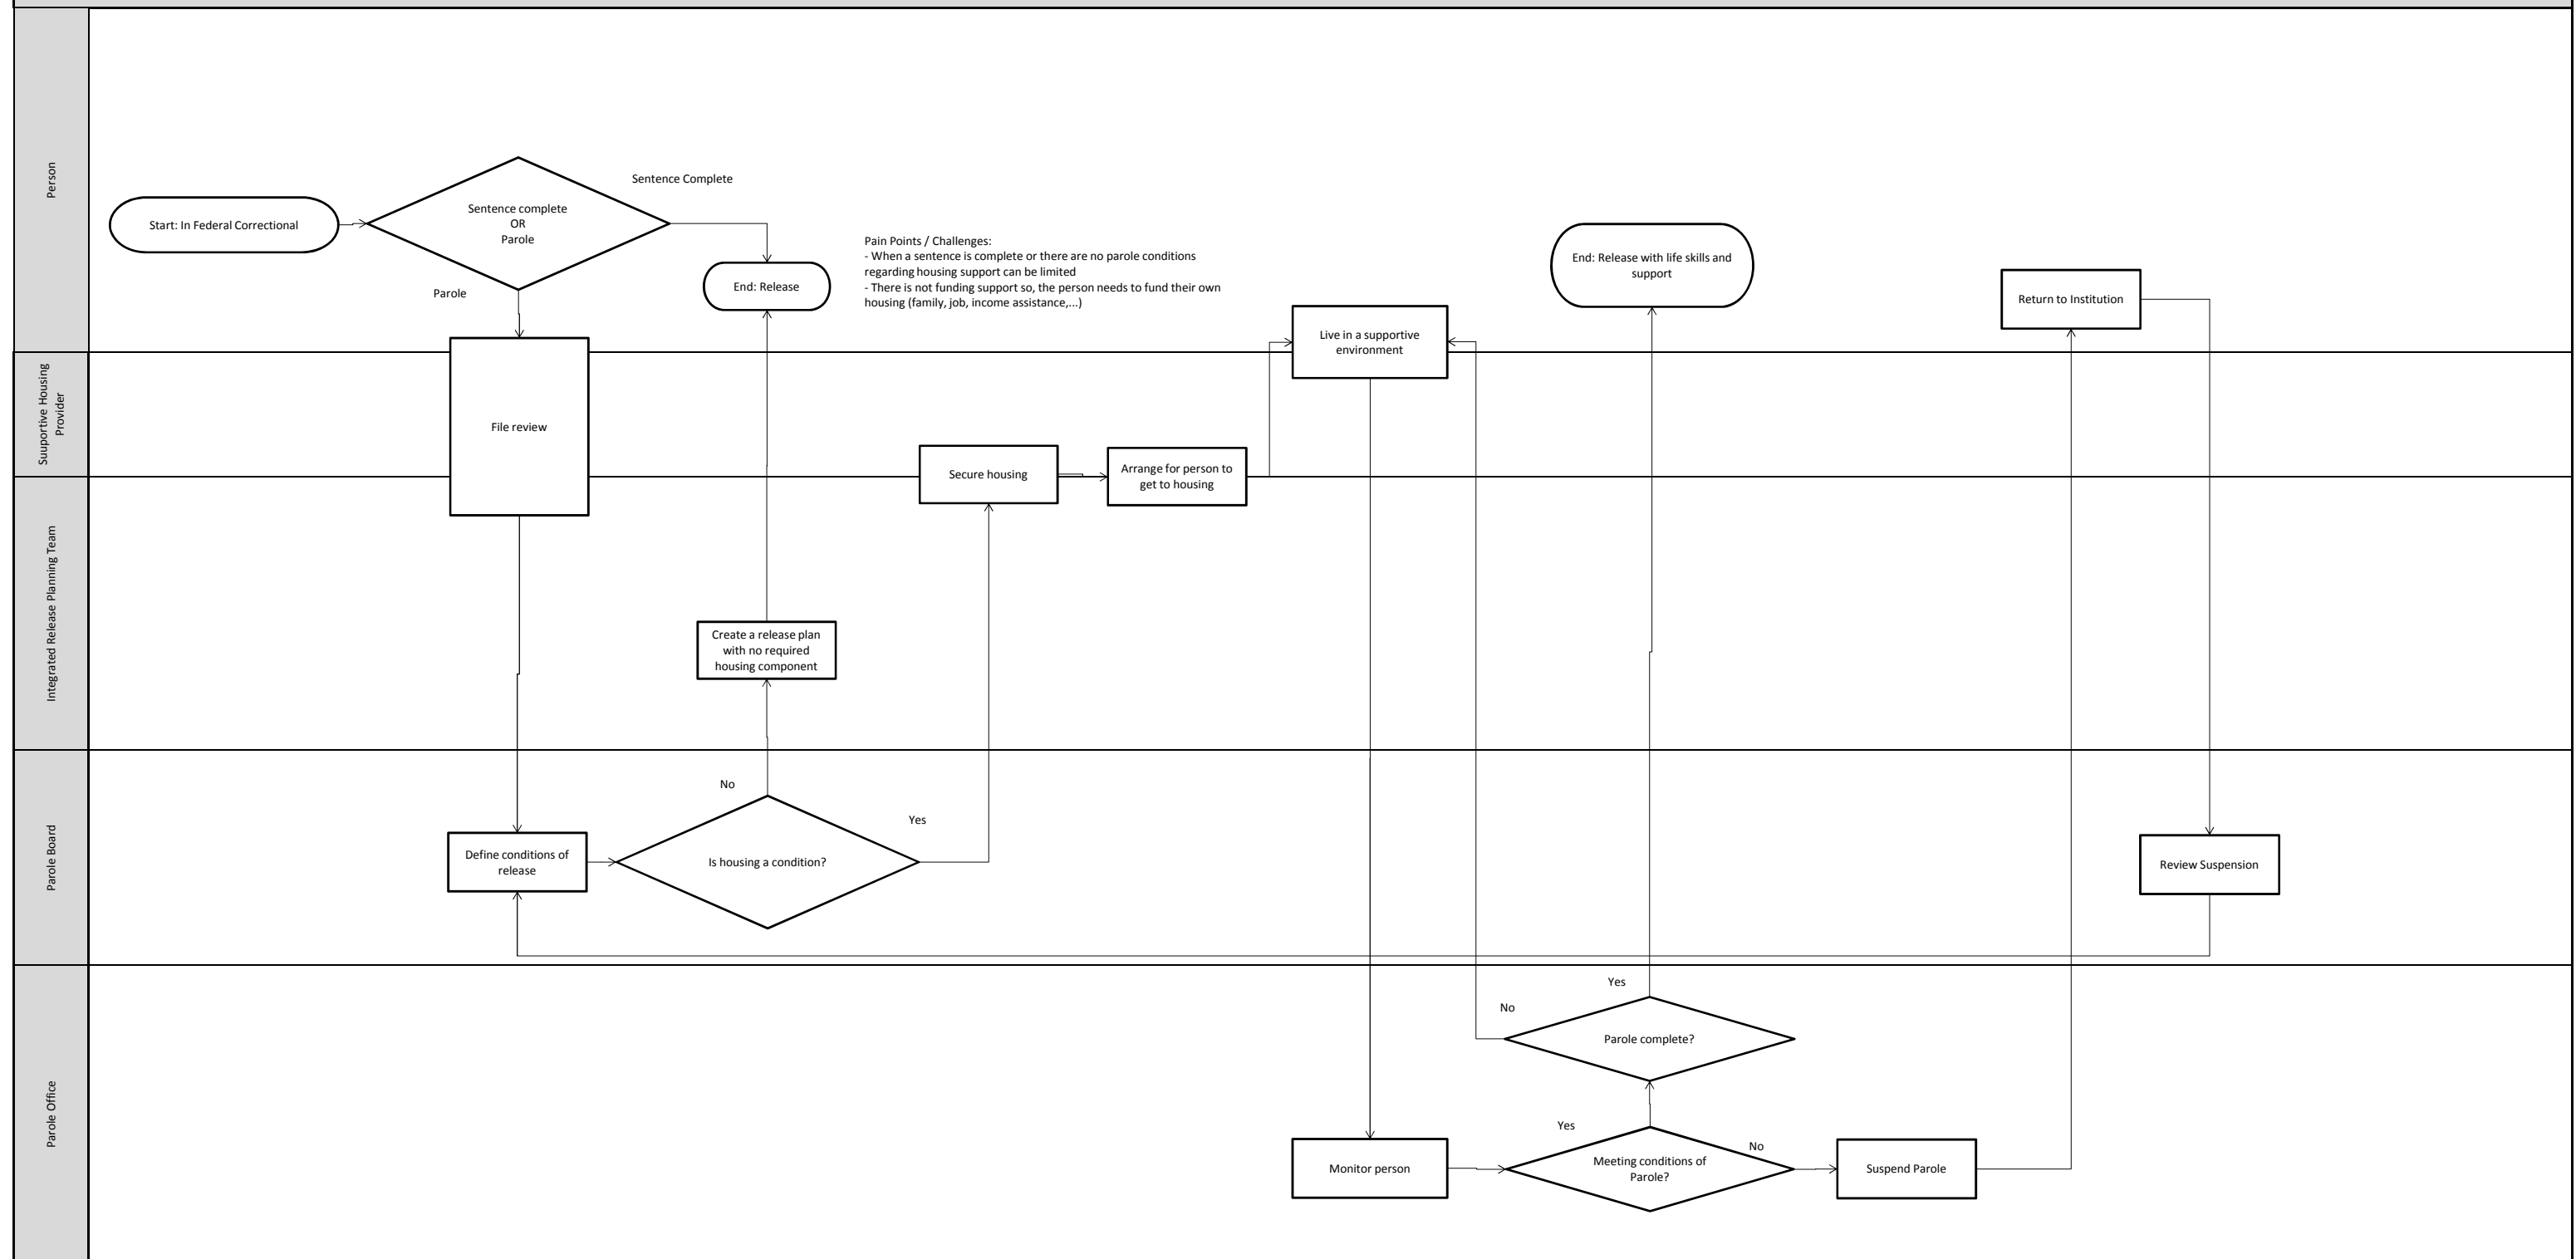 Person
Start: In Federal Correctional
Sentence complete
OR
Parole
Sentence Complete
Parole
End: Release
Pain Points / Challenges:
- When a sentence is complete or there are no parole conditions
regarding housing support can be limited
- There is not funding support so, the person needs to fund their own
housing (family, job, income assistance,...)
Live in a supportive
environment
End: Release with life skills and
support
Return to Institution
Suuportive Housing
Provider
File review
Secure housing
Arrange for person to
get to housing
Integrated Release Planning Team
Create a release plan
with no required
housing component
Parole Board
Define conditions of
release
No
Is housing a condition?
Yes
Review Suspension
Parole Office
Yes
No
Parole complete?
Monitor person
Yes
Meeting conditions of
Parole?
No
Suspend Parole